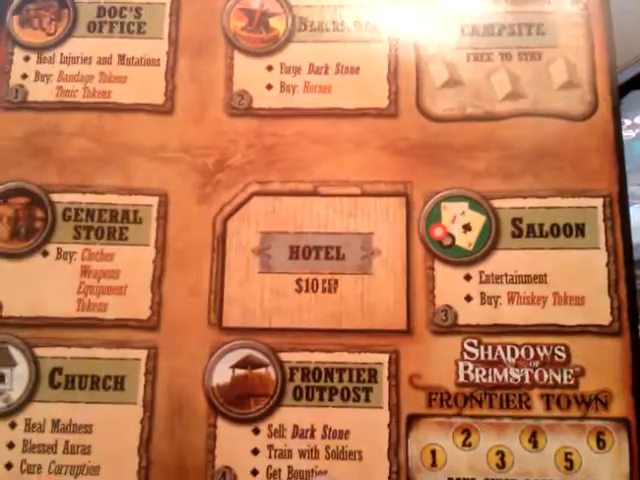 DOC'S
OFFICE
Heal Injuries and Mutations
Buy: Bandage Tokens
Tonic Tokens
1
Forge Dark Stone
Buy: Horses
2
CAMPSITE
FREE TO STAY
GENERAL
STORE
Buy: Clothes
Weapons
Equipment
Tokens
HOTEL
$10 PER
SALOON
Entertainment
Buy: Whiskey Tokens
3
CHURCH
Heal Madness
Blessed Auras
Cure Corruption
FRONTIER
OUTPOST
Sell: Dark Stone
Train with Soldiers
4
SHADOWS
OF
BRIMSTONE
FRONTIER TOWN
1 2 3 4 5 6